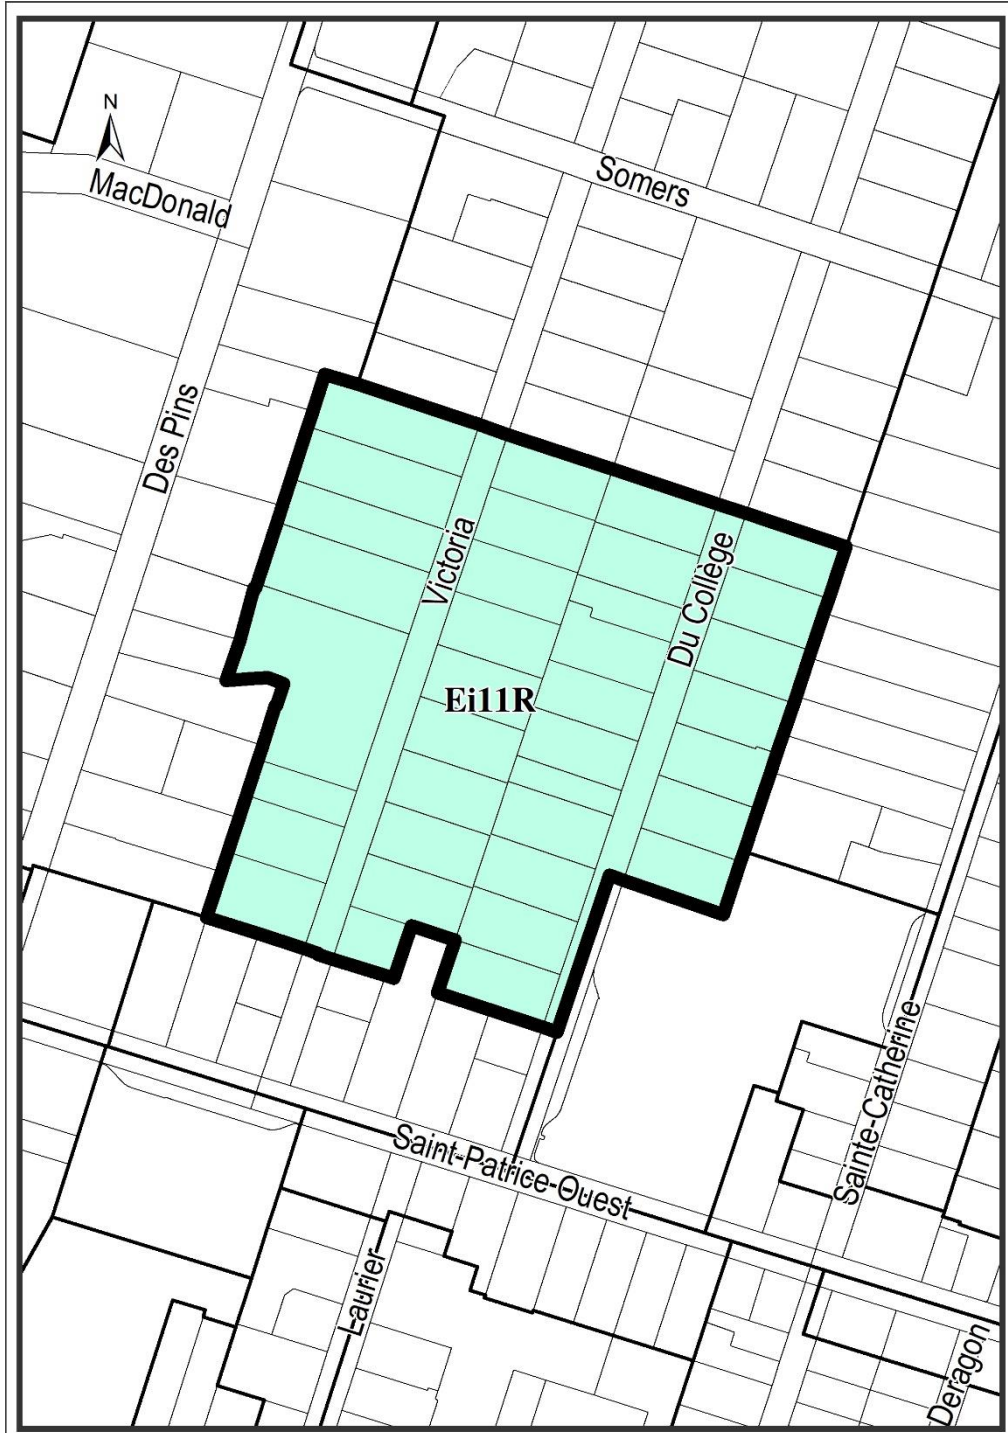 N
MacDonald
Somers
Des Pins
Victoria
Du Collège
Ei11R
Sainte-Catherine
Saint-Patrice-Ouest
Laurier
Deragon